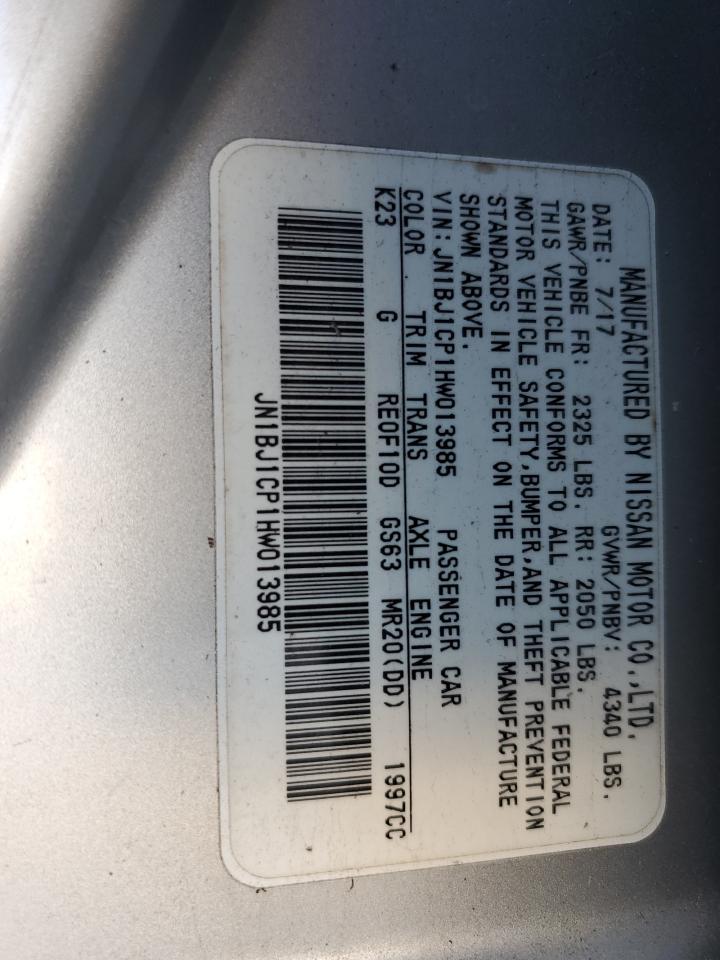 MANUFACTURED BY NISSAN MOTOR CO.,LTD.
DATE: 7/17 GVWR/PNBV: 4340 LBS.
GAWR/PNBE FR: 2325 LBS. RR: 2050 LBS.
THIS VEHICLE CONFORMS TO ALL APPLICABLE FEDERAL
MOTOR VEHICLE SAFETY,BUMPER,AND THEFT PREVENTION
STANDARDS IN EFFECT ON THE DATE OF MANUFACTURE
SHOWN ABOVE.
VIN:JN1BJ1CP1HW013985 PASSENGER CAR
COLOR TRIM TRANS AXLE ENGINE
K23 G RE0F10D GS63 MR20(DD) 1997CC
JN1BJ1CP1HW013985